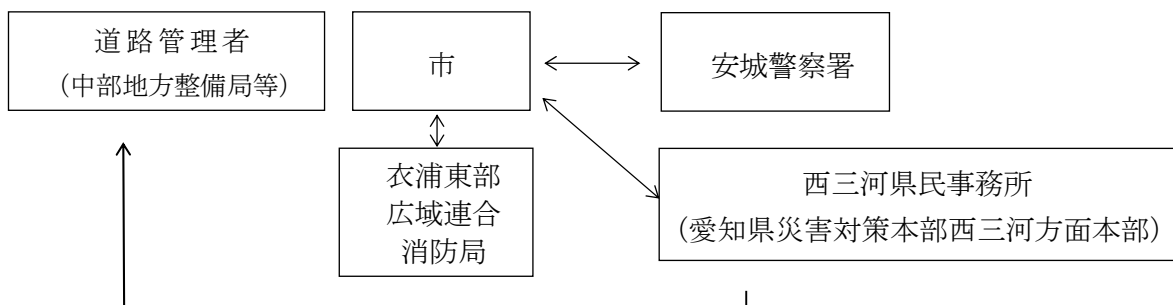 道路管理者
（中部地方整備局等）
市
安城警察署
衣浦東部
広域連合
消防局
西三河県民事務所
（愛知県災害対策本部西三河方面本部）